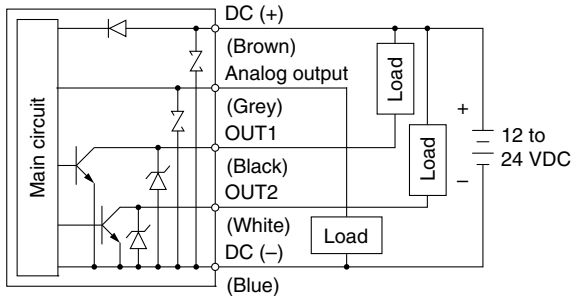 DC (+)
(Brown)
Analog output
(Grey)
OUT1
(Black)
OUT2
(White)
DC (–)
(Blue)
Main circuit
Load
Load
Load
+
–
12 to
24 VDC